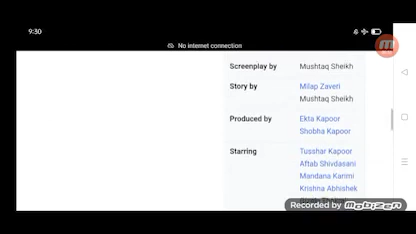 9:30
No internet connection
Screenplay by Mushtaq Sheikh
Story by Milap Zaveri
Mushtaq Sheikh
Produced by Ekta Kapoor
Shobha Kapoor
Starring Tusshar Kapoor
Aftab Shivdasani
Mandana Karimi
Krishna Abhishek
Recorded by mobizen